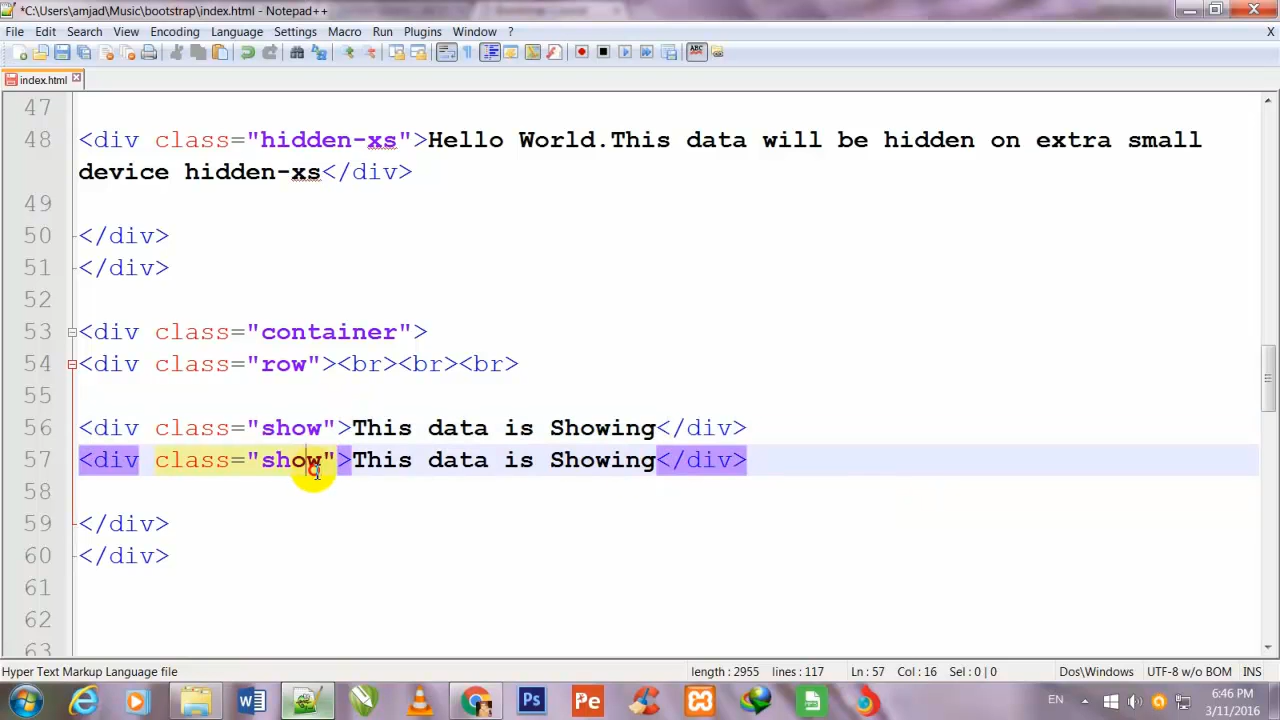 *C:\Users\amjad\Music\bootstrap\index.html - Notepad++
File Edit Search View Encoding Language Settings Macro Run Plugins Window ? X
index.html
47
48 <div class="hidden-xs">Hello World.This data will be hidden on extra small
device hidden-xs</div>
49
50 </div>
51 </div>
52
53 <div class="container">
54 <div class="row"><br><br><br>
55
56 <div class="show">This data is Showing</div>
57 <div class="show">This data is Showing</div>
58
59 </div>
60 </div>
61
62
63
Hyper Text Markup Language file length : 2955 lines : 117 Ln : 57 Col : 16 Sel : 0 | 0 Dos\Windows UTF-8 w/o BOM INS
EN 6:46 PM
3/11/2016